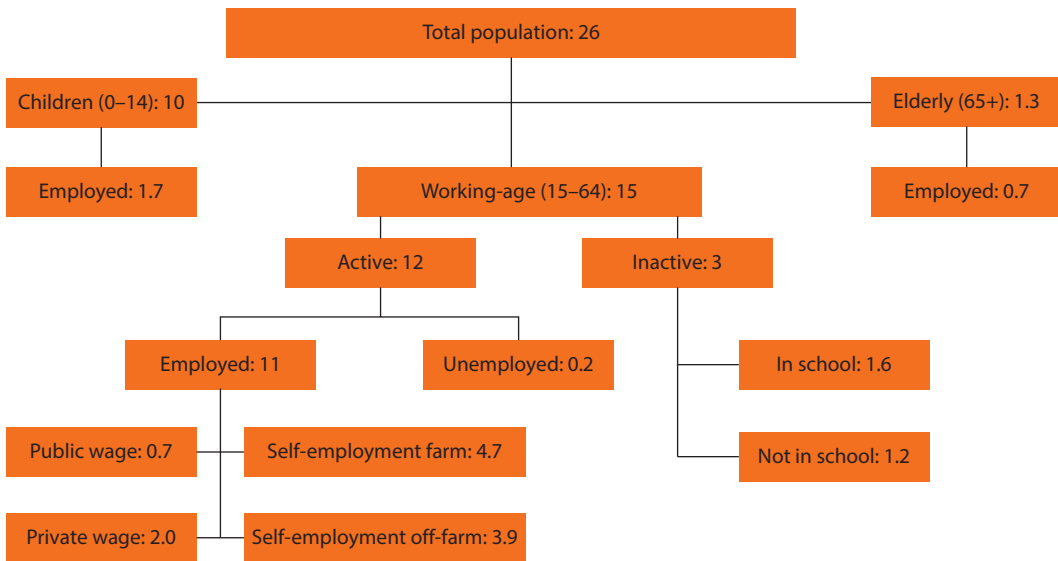 Total population: 26
Children (0–14): 10
Elderly (65+): 1.3
Employed: 1.7
Working-age (15–64): 15
Employed: 0.7
Active: 12
Inactive: 3
Employed: 11
Unemployed: 0.2
In school: 1.6
Public wage: 0.7
Self-employment farm: 4.7
Not in school: 1.2
Private wage: 2.0
Self-employment off-farm: 3.9